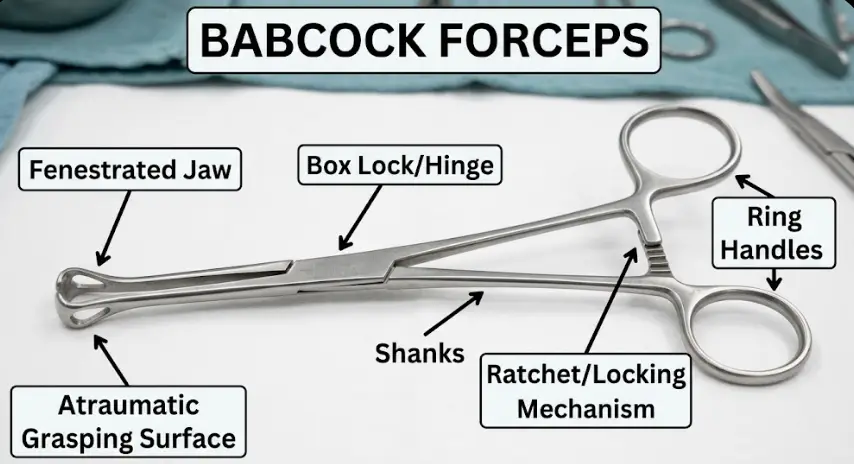 BABCOCK FORCEPS
Fenestrated Jaw
Box Lock/Hinge
Ring
Handles
Shanks
Ratchet/Locking
Mechanism
Atraumatic
Grasping Surface